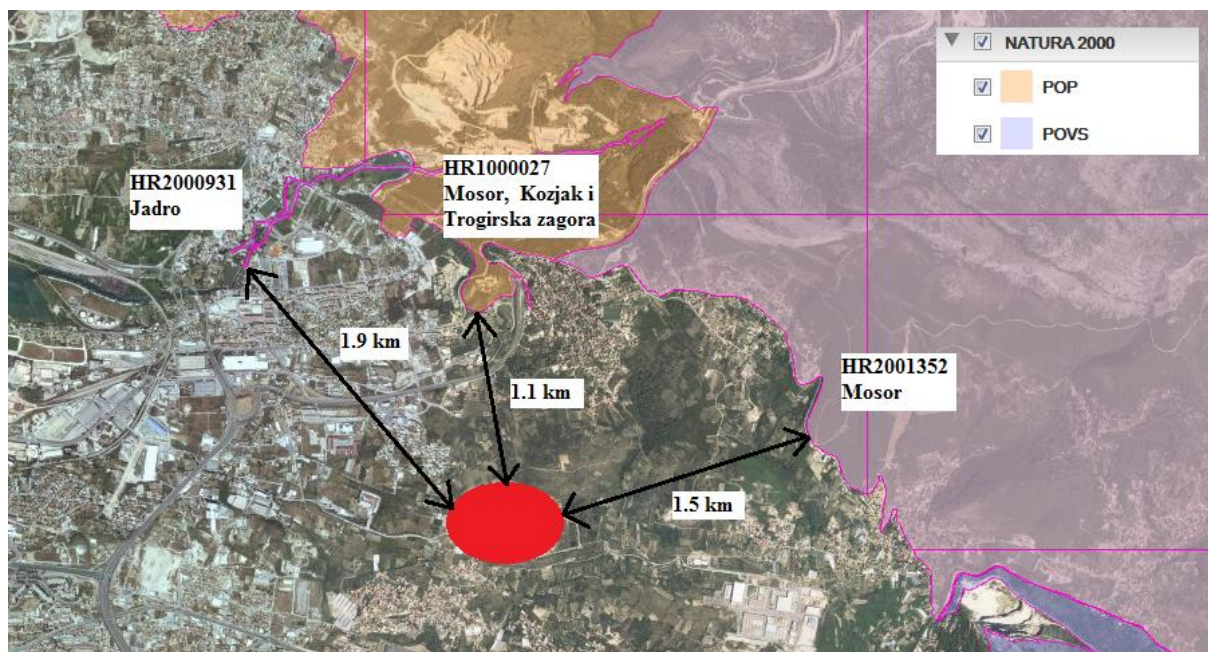 NATURA 2000
POP
POVS
HR2000931
Jadro
HR1000027
Mosor, Kozjak i
Trogirska zagora
1.9 km
1.1 km
HR2001352
Mosor
1.5 km